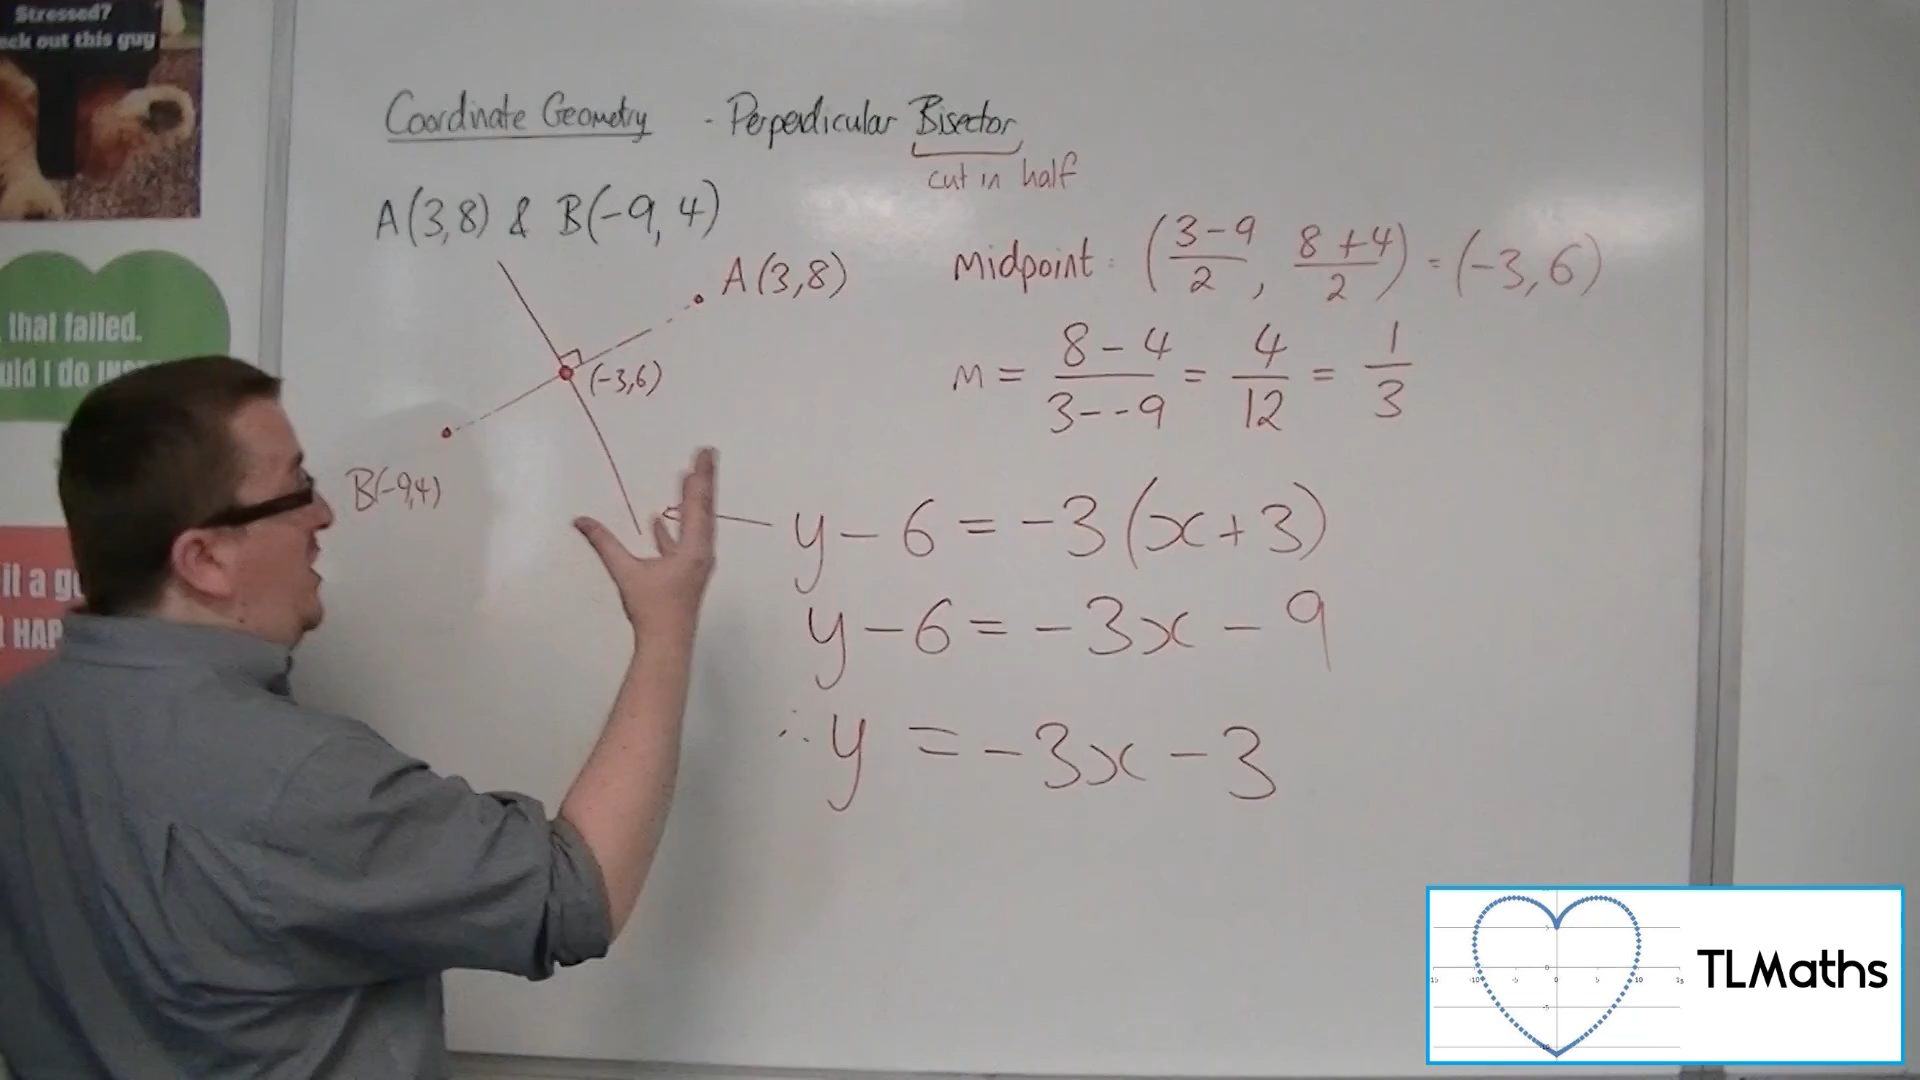 Stressed?
eck out this guy
that failed.
uld I do
it a
HAP
Coordinate Geometry - Perpendicular Bisector
cut in half
A(3,8) & B(-9,4)
A(3,8)
(-3,6)
B(-9,4)
Midpoint: (3-9/2, 8+4/2) = (-3,6)
m = 8-4/3--9 = 4/12 = 1/3
y-6 = -3(x+3)
y-6 = -3x-9
∴ y = -3x-3
TLMaths